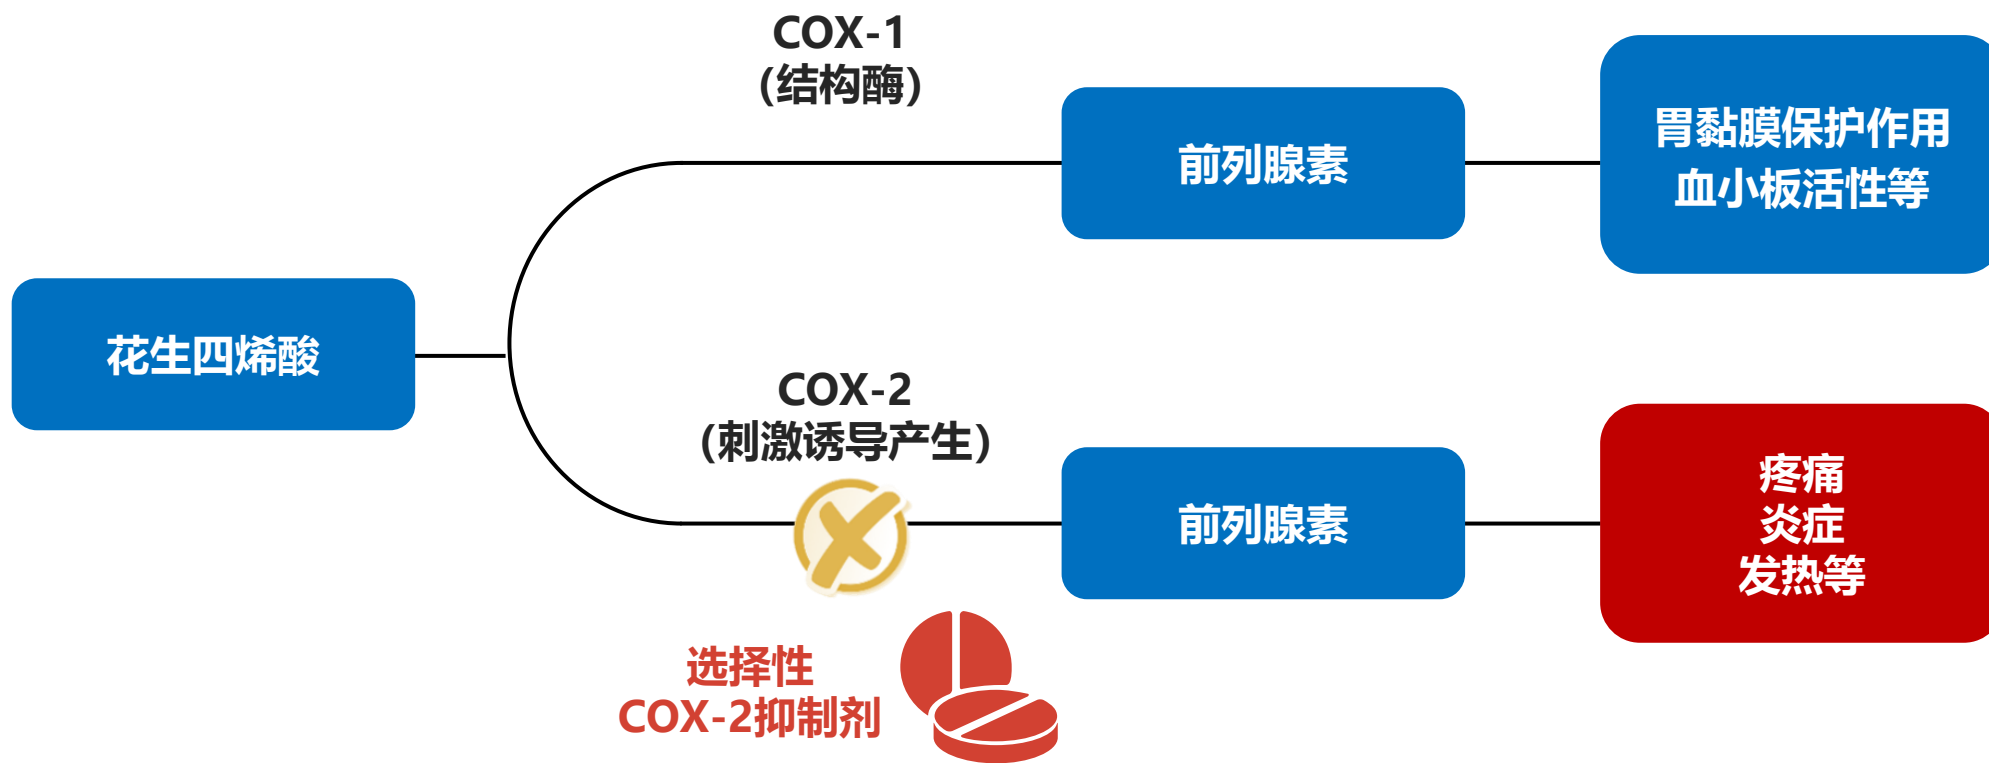 COX-1
（结构酶）
前列腺素
胃黏膜保护作用
血小板活性等
花生四烯酸
COX-2
（刺激诱导产生）
前列腺素
疼痛
炎症
发热等
选择性
COX-2抑制剂